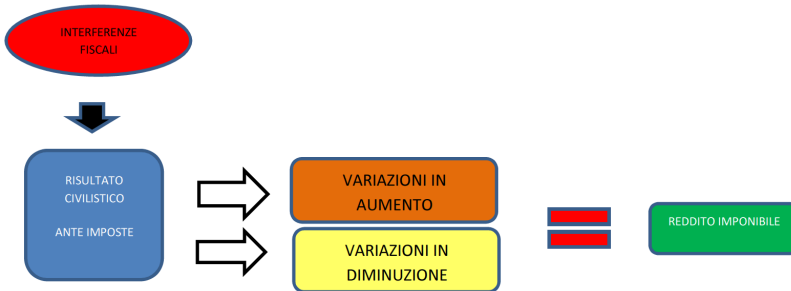 INTERFERENZE
FISCALI
RISULTATO
CIVILISTICO
ANTE IMPOSTE
VARIAZIONI IN
AUMENTO
VARIAZIONI IN
DIMINUZIONE
REDDITO IMPONIBILE